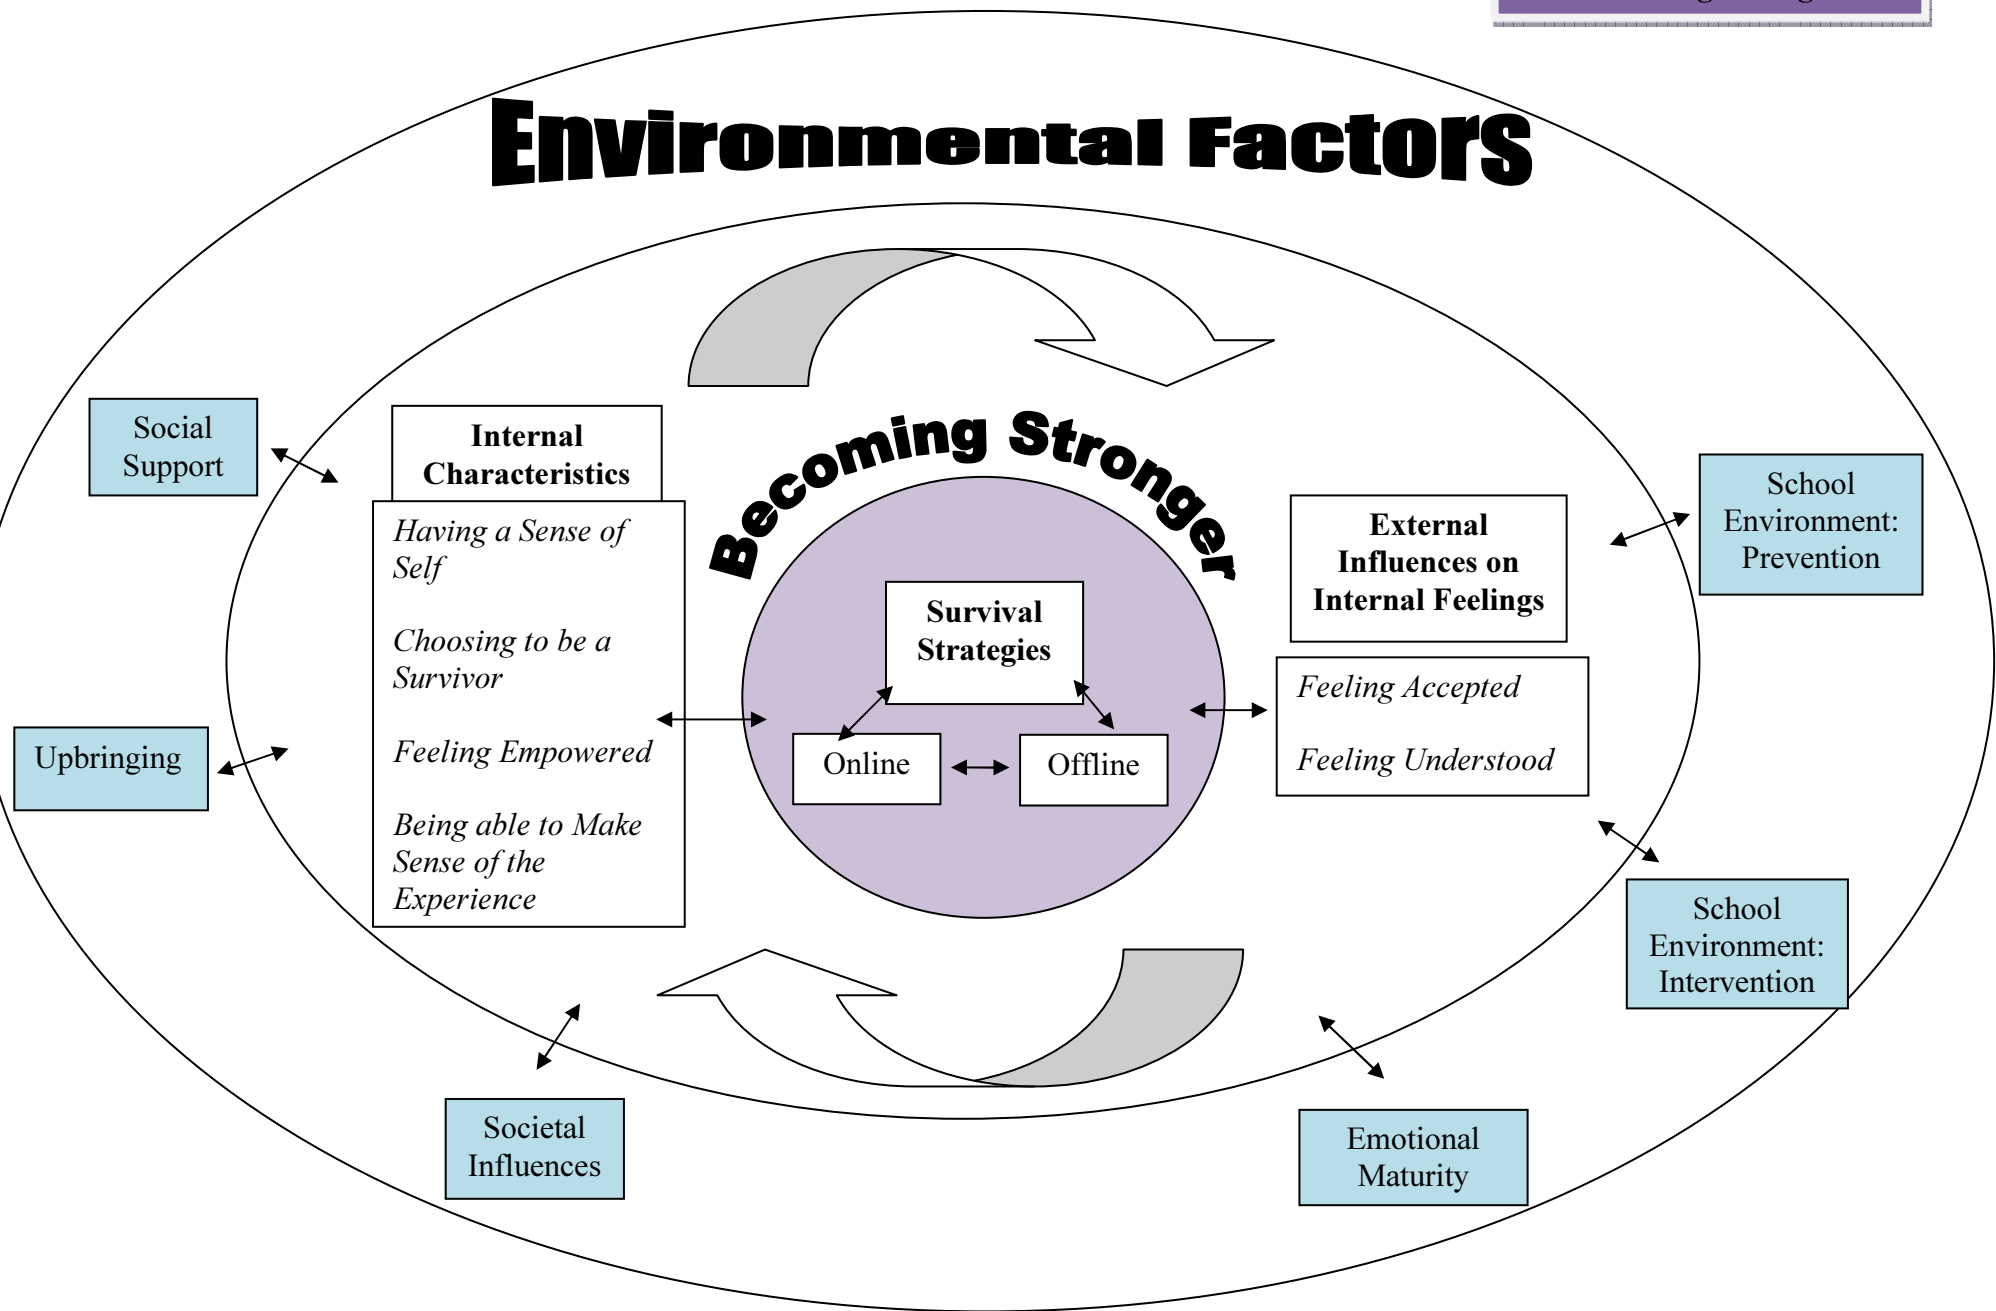 Environmental Factors
Social
Support
Upbringing
Internal
Characteristics
Having a Sense of
Self
Choosing to be a
Survivor
Feeling Empowered
Being able to Make
Sense of the
Experience
Becoming Stronger
Survival
Strategies
Online
Offline
External
Influences on
Internal Feelings
Feeling Accepted
Feeling Understood
School
Environment:
Prevention
School
Environment:
Intervention
Societal
Influences
Emotional
Maturity